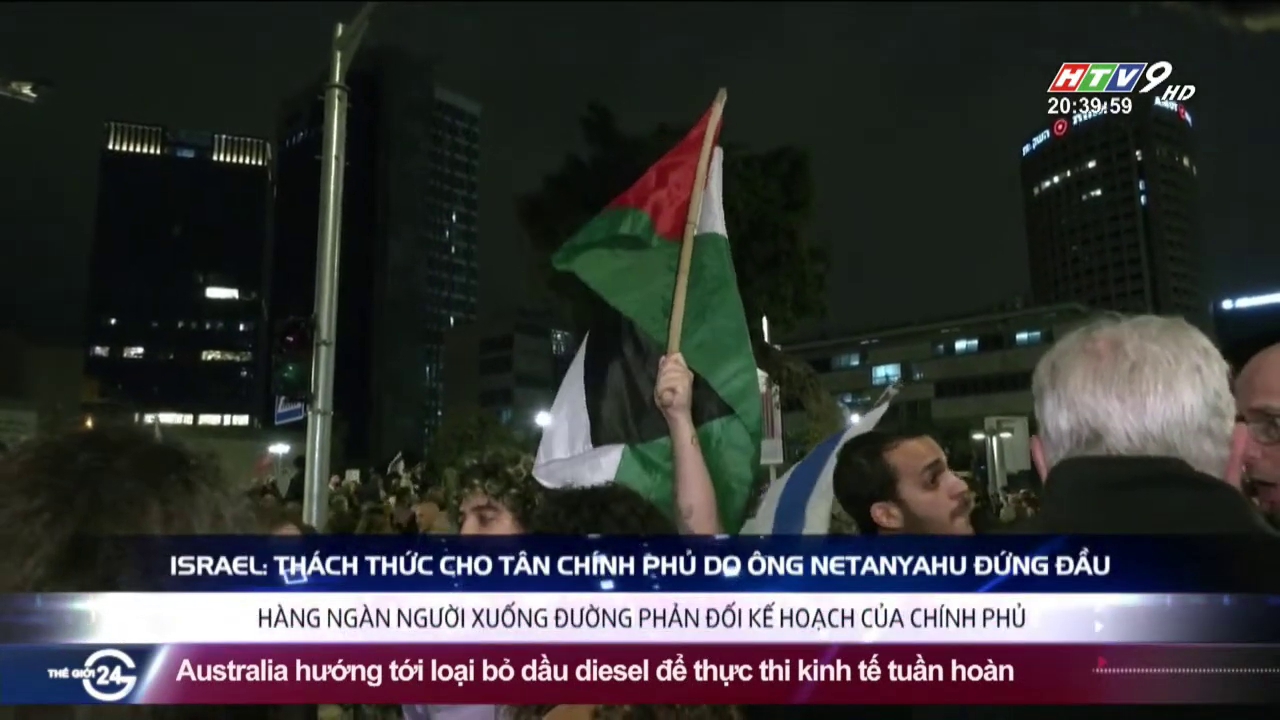 HTV9 HD
20:39:59
ISRAEL: THÁCH THỨC CHO TÂN CHÍNH PHỦ DO ÔNG NETANYAHU ĐỨNG ĐẦU
HÀNG NGÀN NGƯỜI XUỐNG ĐƯỜNG PHẢN ĐỐI KẾ HOẠCH CỦA CHÍNH PHỦ
THẾ GIỚI 24G
Australia hướng tới loại bỏ dầu diesel để thực thi kinh tế tuần hoàn